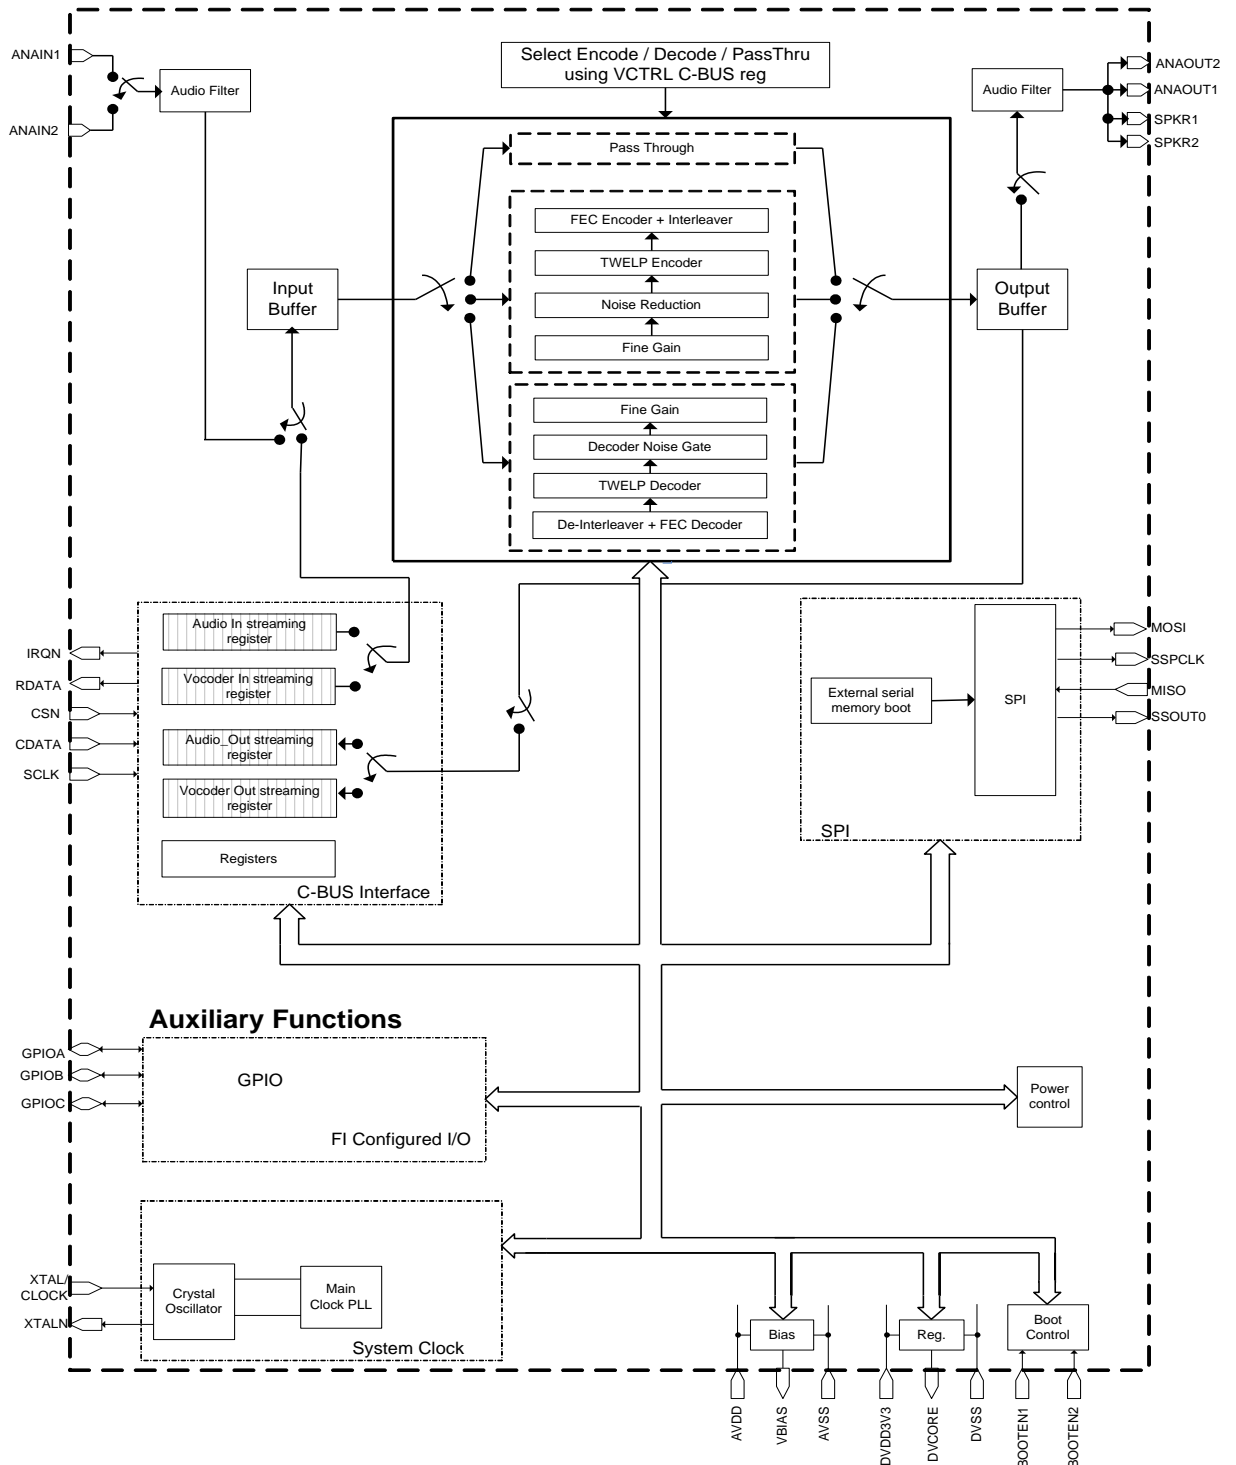 ANAIN1
ANAIN2
Audio Filter
Select Encode / Decode / PassThru
using VCTRL C-BUS reg
Audio Filter
ANAOUT2
ANAOUT1
SPKR1
SPKR2
Pass Through
FEC Encoder + Interleaver
TWELP Encoder
Noise Reduction
Fine Gain
Input
Buffer
Output
Buffer
Fine Gain
Decoder Noise Gate
TWELP Decoder
De-Interleaver + FEC Decoder
IRQN
RDATA
CSN
CDATA
SCLK
Audio In streaming
register
Vocoder In streaming
register
Audio_Out streaming
register
Vocoder Out streaming
register
Registers
C-BUS Interface
External serial
memory boot
SPI
SPI
MOSI
SSPCLK
MISO
SSOUT0
Auxiliary Functions
GPIOA
GPIOB
GPIOC
GPIO
FI Configured I/O
Power
control
XTAL/
CLOCK
XTALN
Crystal
Oscillator
Main
Clock PLL
System Clock
Bias
Reg.
Boot
Control
AVDD
VBIAS
AVSS
DVDD3V3
DVCORE
DVSS
BOOTEN1
BOOTEN2